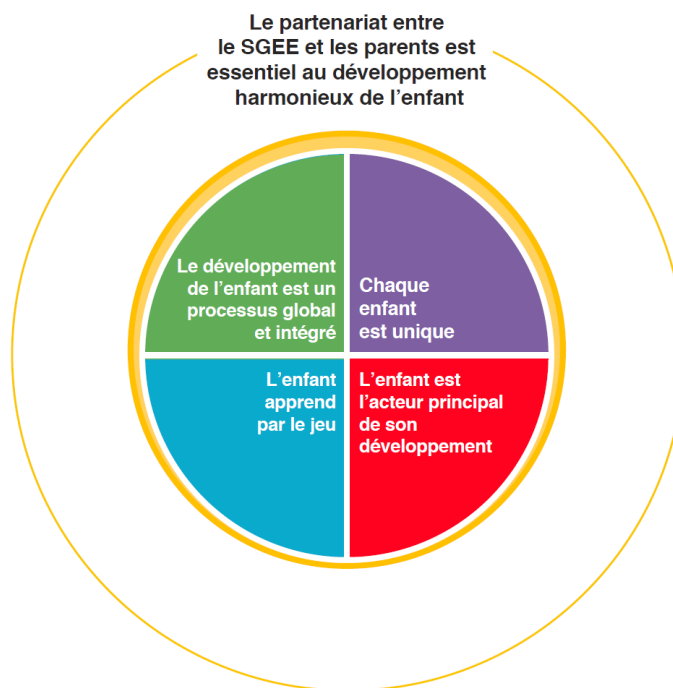 Le partenariat entre
le SGEE et les parents est
essentiel au développement
harmonieux de l’enfant
Le développement
de l’enfant est un
processus global
et intégré
Chaque
enfant
est unique
L’enfant
apprend
par le jeu
L’enfant est
l’acteur principal
de son
développement